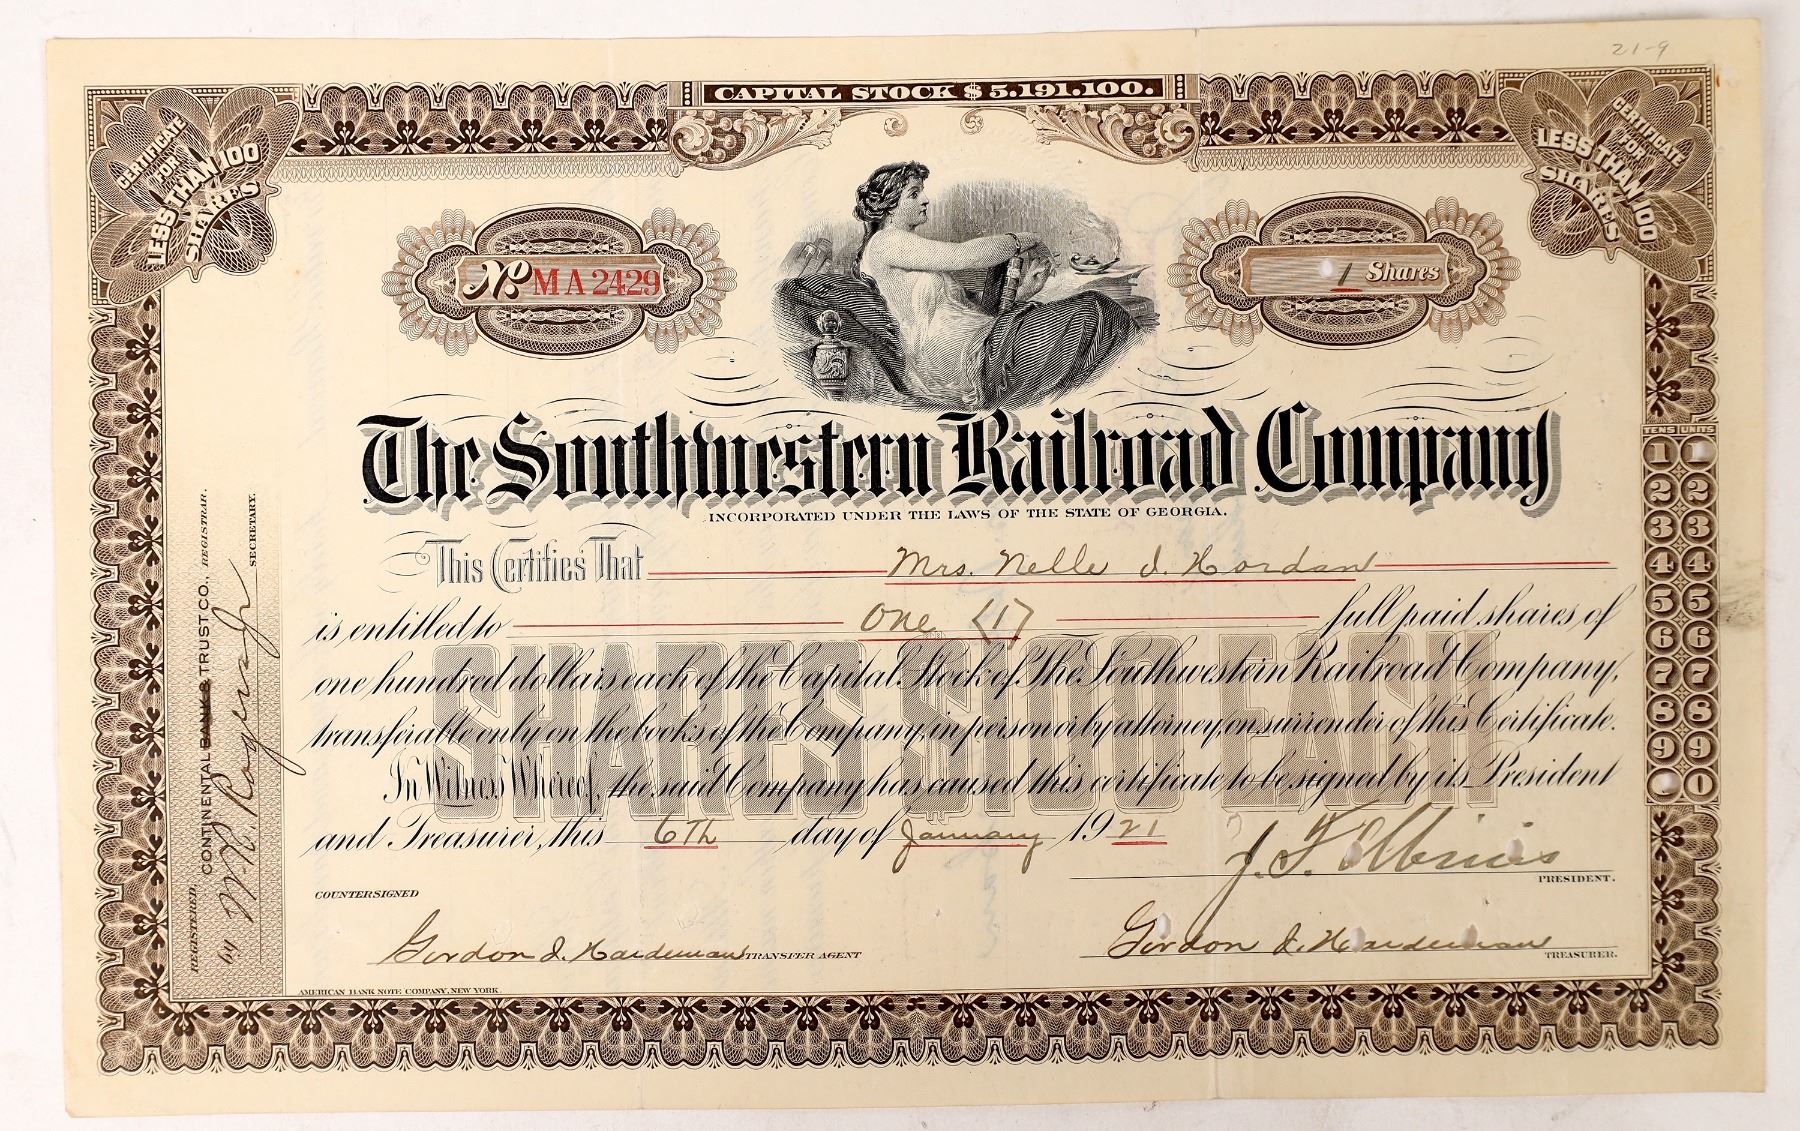 21-9
CAPITAL STOCK $5,191,100.
CERTIFICATE
FOR
LESS THAN 100
SHARES
CERTIFICATE
FOR
LESS THAN 100
SHARES
No. MA2429
1 Shares
The Southwestern Railroad Company
INCORPORATED UNDER THE LAWS OF THE STATE OF GEORGIA.
This Certifies That Mrs. Nelle I. Hordan
is entitled to One (1) full paid shares of
one hundred dollars each of the Capital Stock of The Southwestern Railroad Company,
transferable only on the books of the Company, in person or by attorney, on surrender of this Certificate.
In Witness Whereof, the said Company has caused this certificate to be signed by its President
and Treasurer, this 6TH day of January 1921
SHARES $100 EACH
PRESIDENT.
COUNTERSIGNED
Gordon I. Hardeman TRANSFER AGENT
Gordon I. Hardeman
TREASURER.
AMERICAN BANK NOTE COMPANY, NEW YORK.
REGISTERED.
CONTINENTAL BANK & TRUST CO., REGISTRAR.
by W. R. Rogers Jr
SECRETARY.
TENS UNITS
1 1
2 2
3 3
4 4
5 5
6 6
7 7
8 8
9 9
0